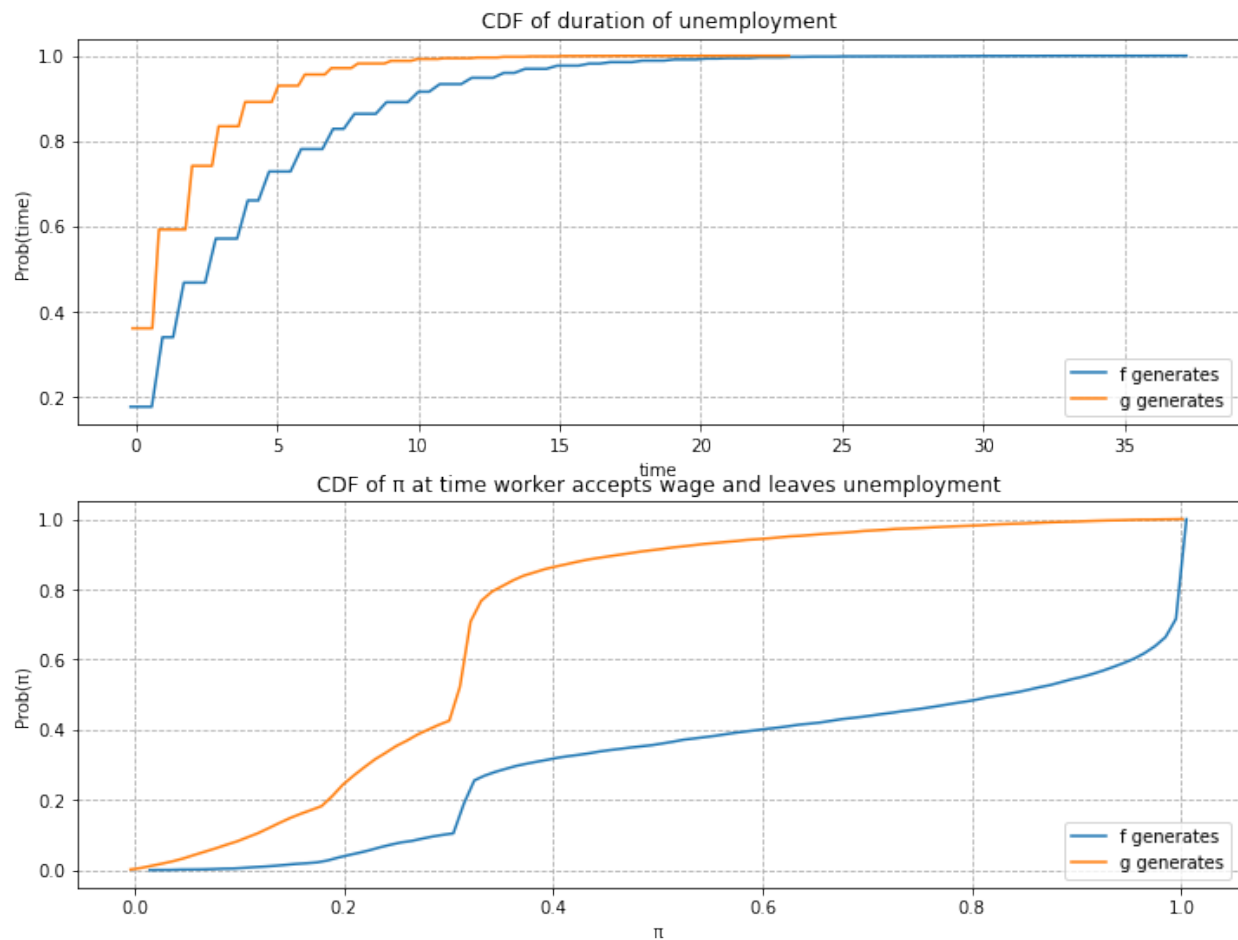 CDF of duration of unemployment
1.0
0.8
0.6
0.4
0.2
Prob(time)
f generates
g generates
0 5 10 15 20 25 30 35
time
CDF of π at time worker accepts wage and leaves unemployment
1.0
0.8
0.6
0.4
0.2
0.0
Prob(π)
f generates
g generates
0.0 0.2 0.4 0.6 0.8 1.0
π